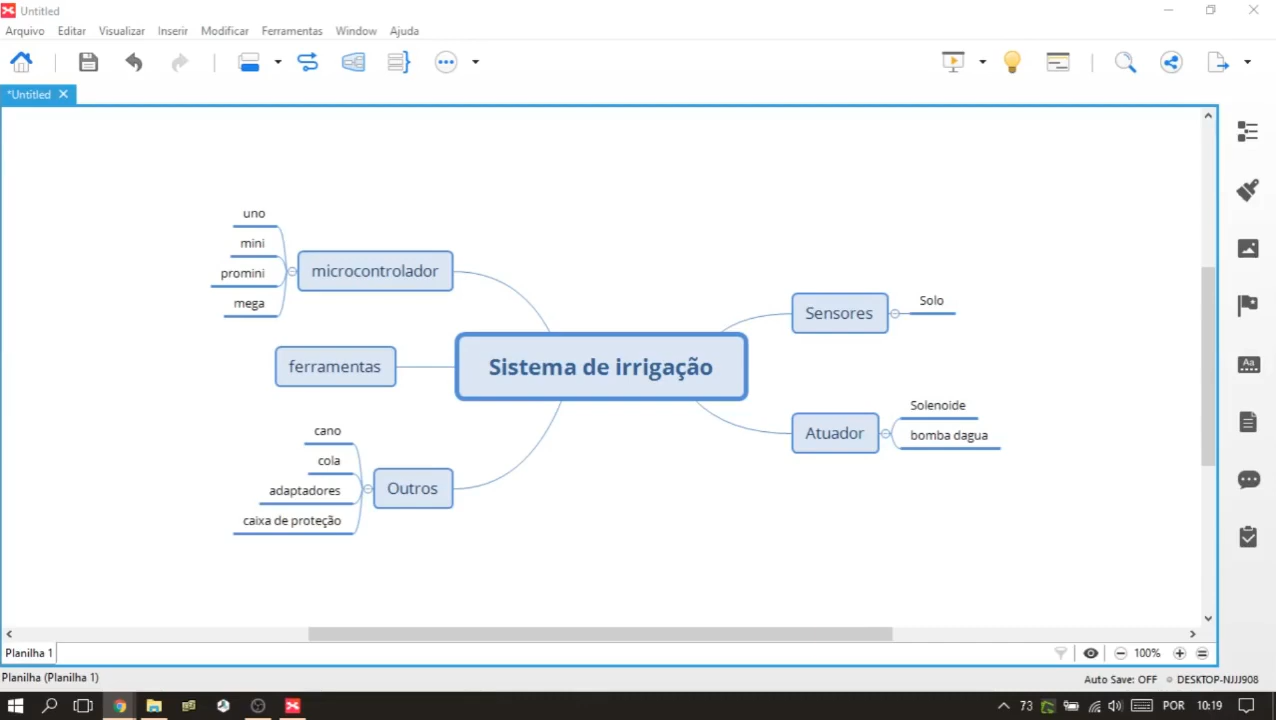 Untitled
Arquivo Editar Visualizar Inserir Modificar Ferramentas Window Ajuda
*Untitled
uno
mini
promini
mega
microcontrolador
ferramentas
cano
cola
adaptadores
caixa de proteção
Outros
Sistema de irrigação
Sensores
Solo
Atuador
Solenoide
bomba dagua
Aa
Planilha 1
100%
Planilha (Planilha 1)
Auto Save: OFF
DESKTOP-NJJJ908
73
POR
10:19